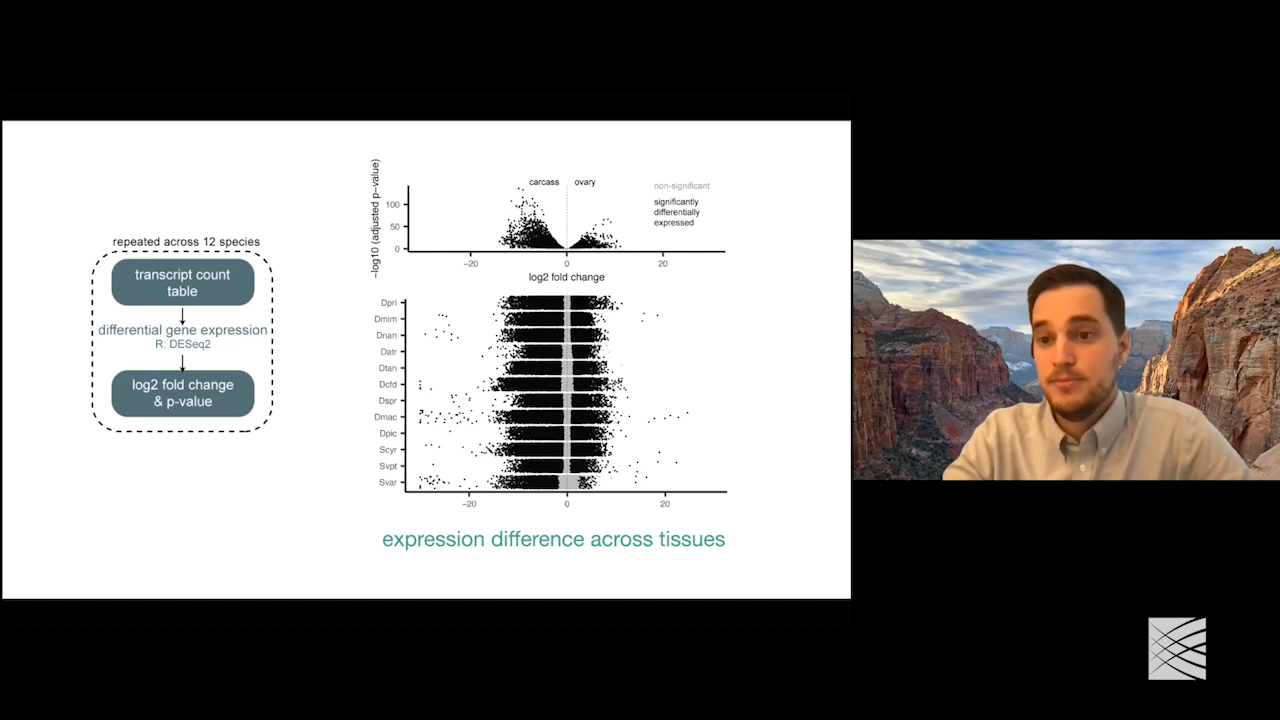 repeated across 12 species
transcript count
table
differential gene expression
R: DESeq2
log2 fold change
& p-value
−log10 (adjusted p−value)
carcass
ovary
non-significant
significantly
differentially
expressed
100
50
0
−20
0
20
log2 fold change
Dpri
Dmim
Dnan
Datr
Dtan
Dcfd
Dspr
Dmac
Dpic
Scyr
Svpt
Svar
−20
0
20
expression difference across tissues